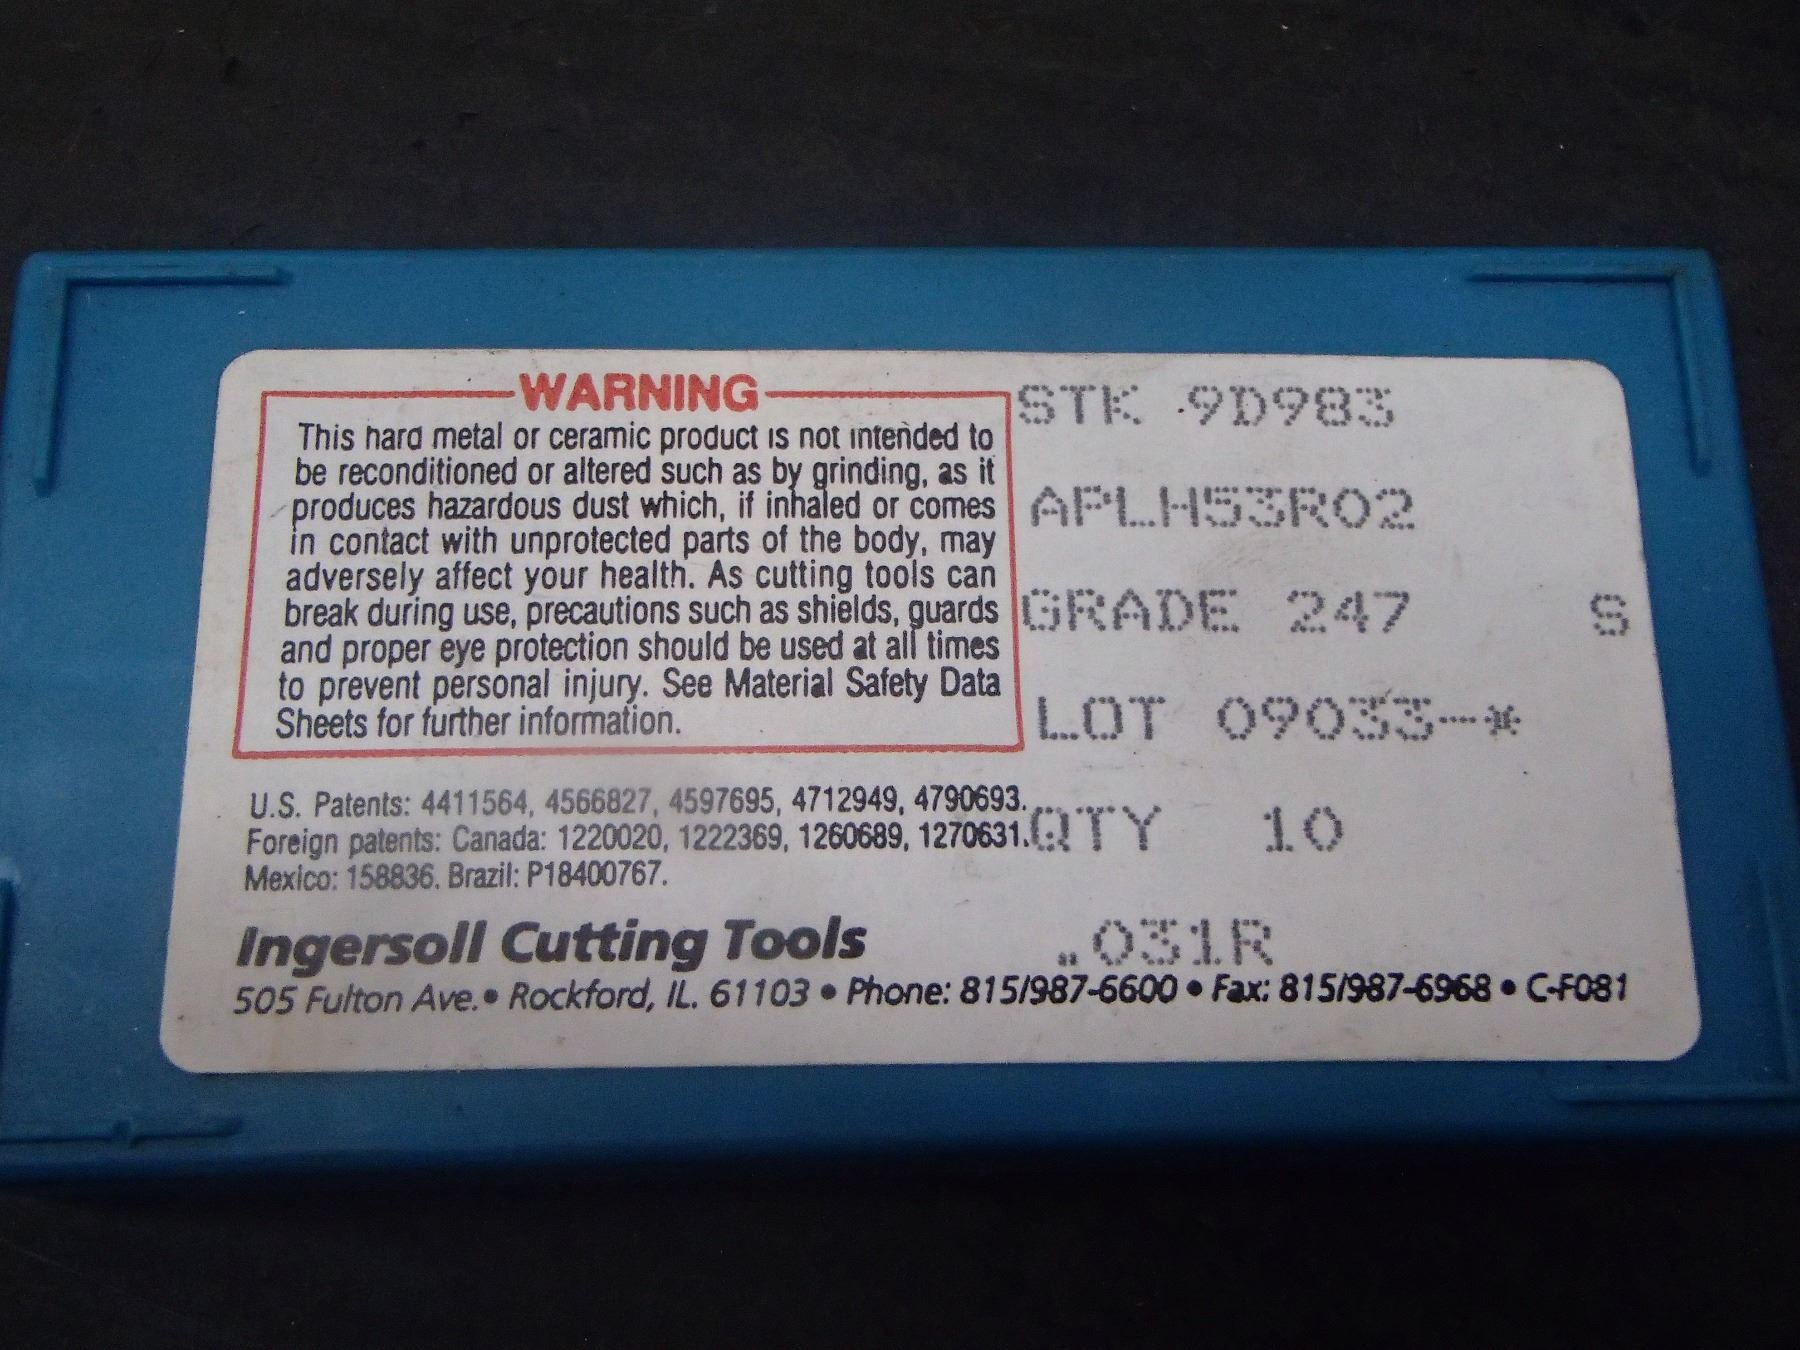 WARNING
This hard metal or ceramic product is not intended to
be reconditioned or altered such as by grinding, as it
produces hazardous dust which, if inhaled or comes
in contact with unprotected parts of the body, may
adversely affect your health. As cutting tools can
break during use, precautions such as shields, guards
and proper eye protection should be used at all times
to prevent personal injury. See Material Safety Data
Sheets for further information.
STK 9D983
APLH53R02
GRADE 247 S
LOT 09033-*
QTY 10
.031R
U.S. Patents: 4411564, 4566827, 4597695, 4712949, 4790693.
Foreign patents: Canada: 1220020, 1222369, 1260689, 1270631.
Mexico: 158836. Brazil: P18400767.
Ingersoll Cutting Tools
505 Fulton Ave. • Rockford, IL. 61103 • Phone: 815/987-6600 • Fax: 815/987-6968 • C-F081